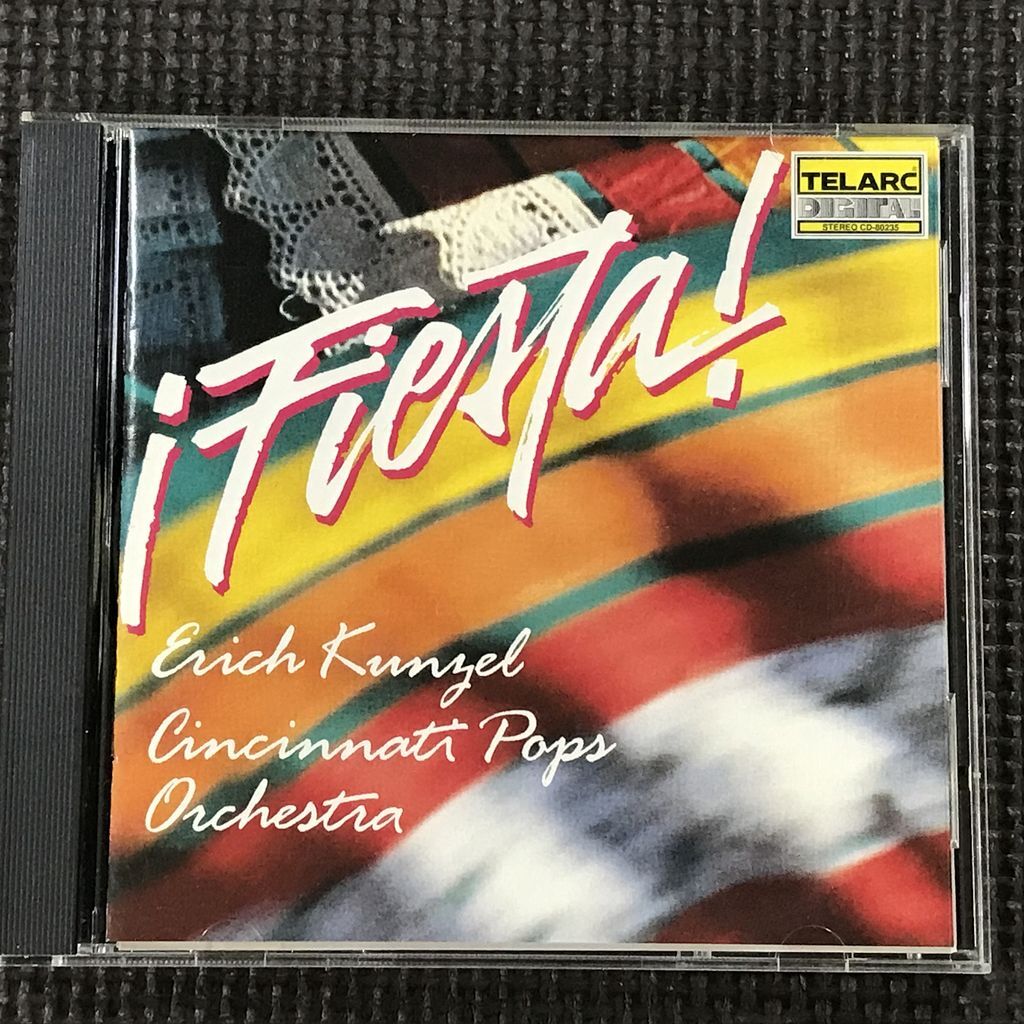 TELARC
DIGITAL
STEREO CD-80235
¡Fiesta!
Erich Kunzel
Cincinnati Pops
Orchestra